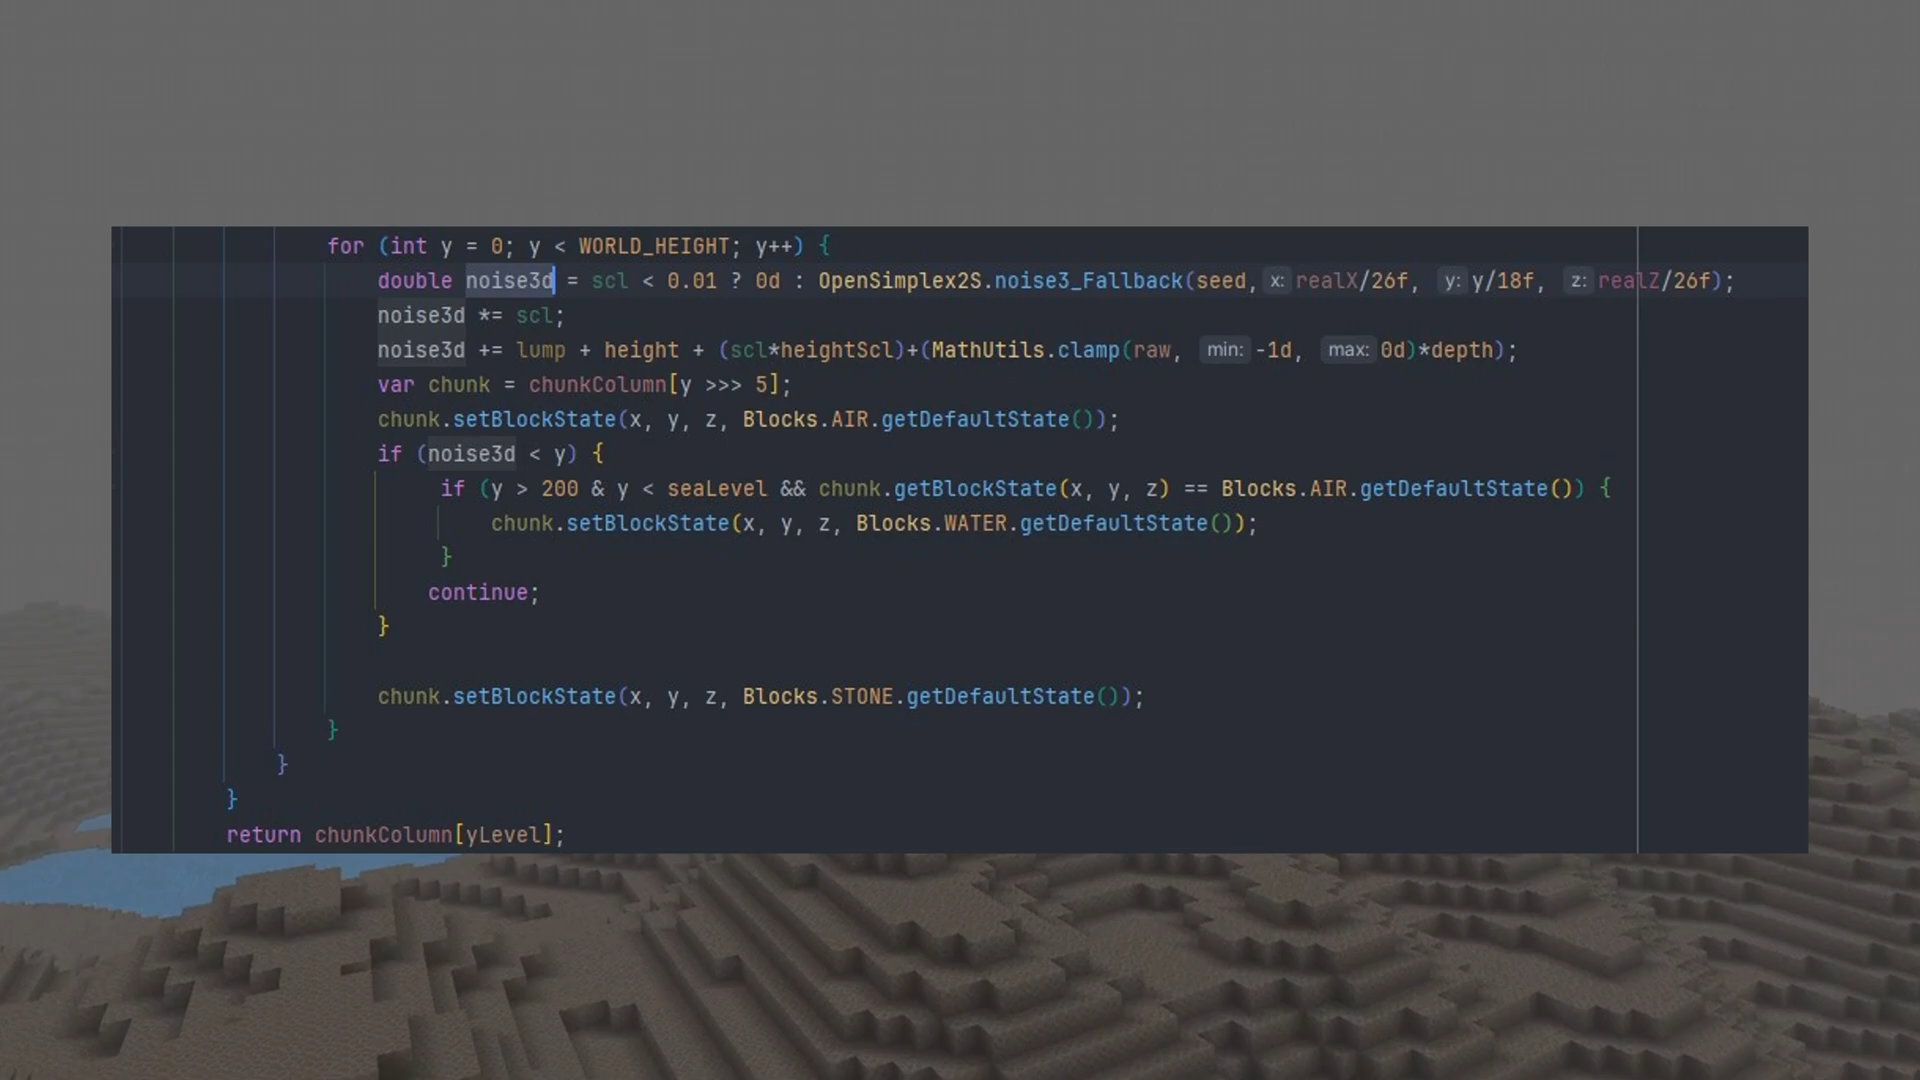 for (int y = 0; y < WORLD_HEIGHT; y++) {
double noise3d = scl < 0.01 ? 0d : OpenSimplex2S.noise3_Fallback(seed, x: realX/26f, y: y/18f, z: realZ/26f);
noise3d *= scl;
noise3d += lump + height + (scl*heightScl)+(MathUtils.clamp(raw, min: -1d, max: 0d)*depth);
var chunk = chunkColumn[y >>> 5];
chunk.setBlockState(x, y, z, Blocks.AIR.getDefaultState());
if (noise3d < y) {
if (y > 200 & y < seaLevel && chunk.getBlockState(x, y, z) == Blocks.AIR.getDefaultState()) {
chunk.setBlockState(x, y, z, Blocks.WATER.getDefaultState());
}
continue;
}
chunk.setBlockState(x, y, z, Blocks.STONE.getDefaultState());
}
}
}
return chunkColumn[yLevel];